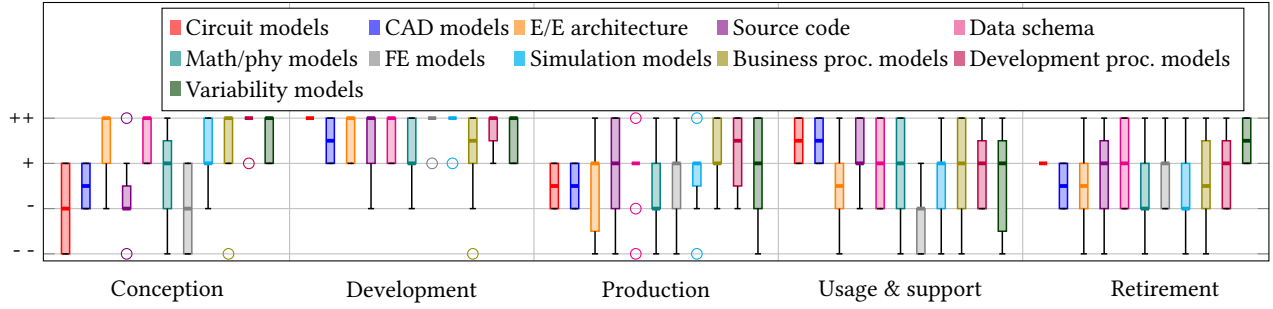 Circuit models CAD models E/E architecture Source code Data schema
Math/phy models FE models Simulation models Business proc. models Development proc. models
Variability models
++
+
-
--
Conception Development Production Usage & support Retirement